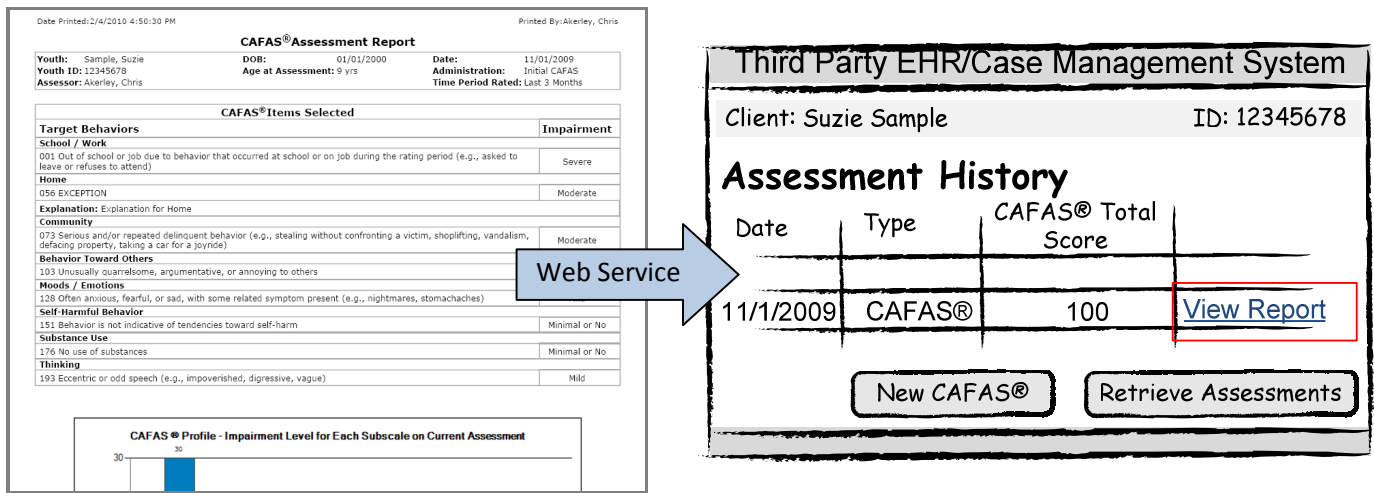 Date Printed:2/4/2010 4:50:30 PM Printed By:Akerley, Chris
CAFAS®Assessment Report
Youth: Sample, Suzie DOB: 01/01/2000 Date: 11/01/2009
Youth ID: 12345678 Age at Assessment: 9 yrs Administration: Initial CAFAS
Assessor: Akerley, Chris Time Period Rated: Last 3 Months
CAFAS®Items Selected
Target Behaviors Impairment
School / Work
001 Out of school or job due to behavior that occurred at school or on job during the rating period (e.g., asked to
leave or refuses to attend)
Severe
Home
056 EXCEPTION Moderate
Explanation: Explanation for Home
Community
073 Serious and/or repeated delinquent behavior (e.g., stealing without confronting a victim, shoplifting, vandalism,
defacing property, taking a car for a joyride)
Moderate
Behavior Toward Others
103 Unusually quarrelsome, argumentative, or annoying to others
Moods / Emotions
128 Often anxious, fearful, or sad, with some related symptom present (e.g., nightmares, stomachaches)
Self-Harmful Behavior
151 Behavior is not indicative of tendencies toward self-harm Minimal or No
Substance Use
176 No use of substances Minimal or No
Thinking
193 Eccentric or odd speech (e.g., impoverished, digressive, vague) Mild
CAFAS ® Profile - Impairment Level for Each Subscale on Current Assessment
30
30
Web Service
Third Party EHR/Case Management System
Client: Suzie Sample ID: 12345678
Assessment History
Date Type CAFAS® Total
Score
11/1/2009 CAFAS® 100 View Report
New CAFAS® Retrieve Assessments